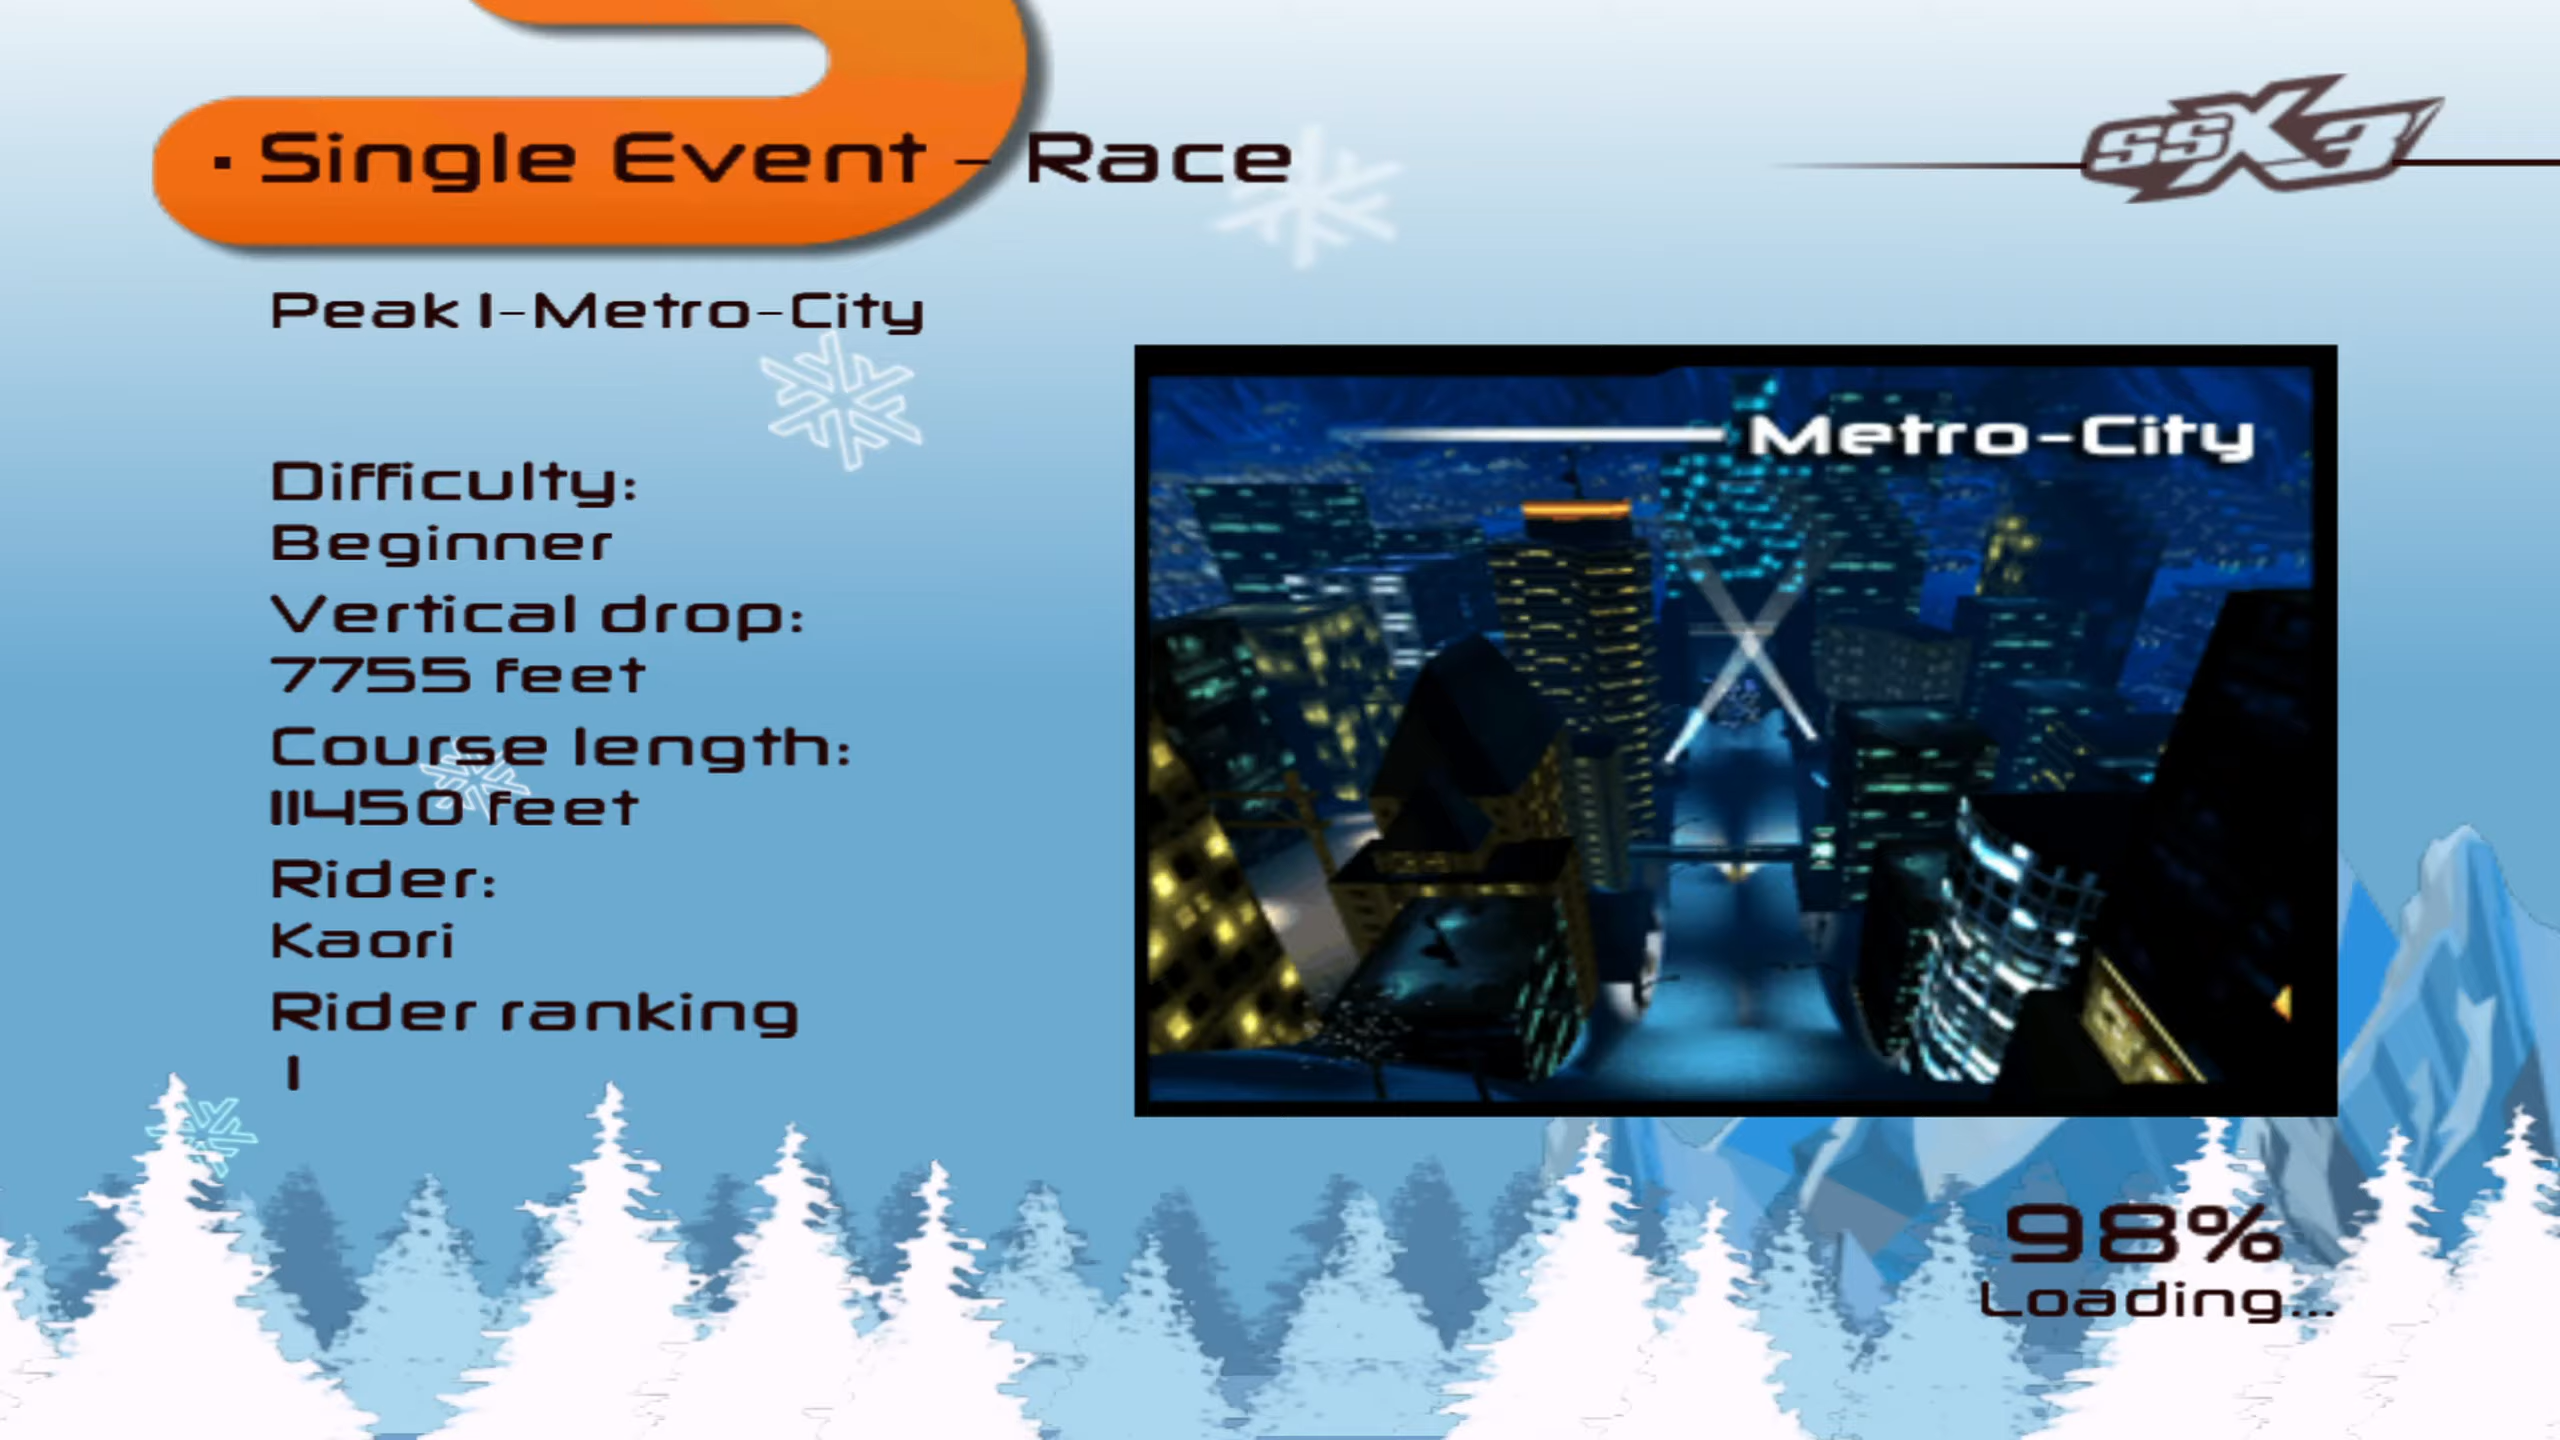 · Single Event - Race
SSX3
Peak 1-Metro-City
Metro-City
Difficulty:
Beginner
Vertical drop:
7755 feet
Course length:
11450 feet
Rider:
Kaori
Rider ranking
1
98%
Loading...